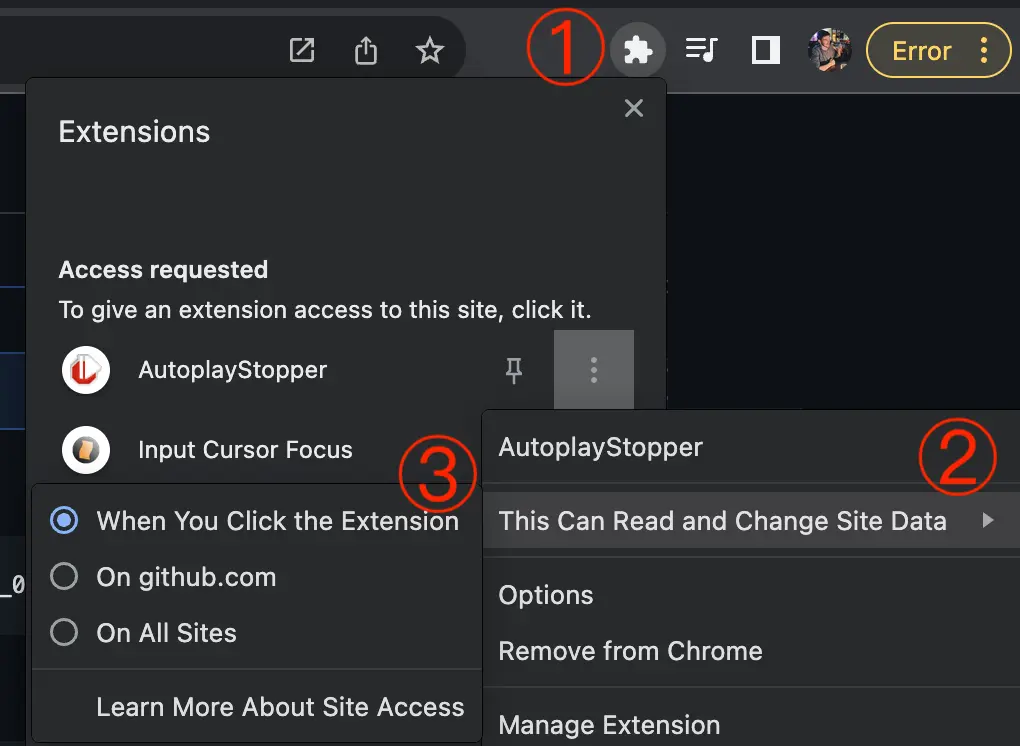 ①
Error
Extensions
Access requested
To give an extension access to this site, click it.
AutoplayStopper
Input Cursor Focus
③
When You Click the Extension
On github.com
On All Sites
Learn More About Site Access
AutoplayStopper
②
This Can Read and Change Site Data
Options
Remove from Chrome
Manage Extension
_0